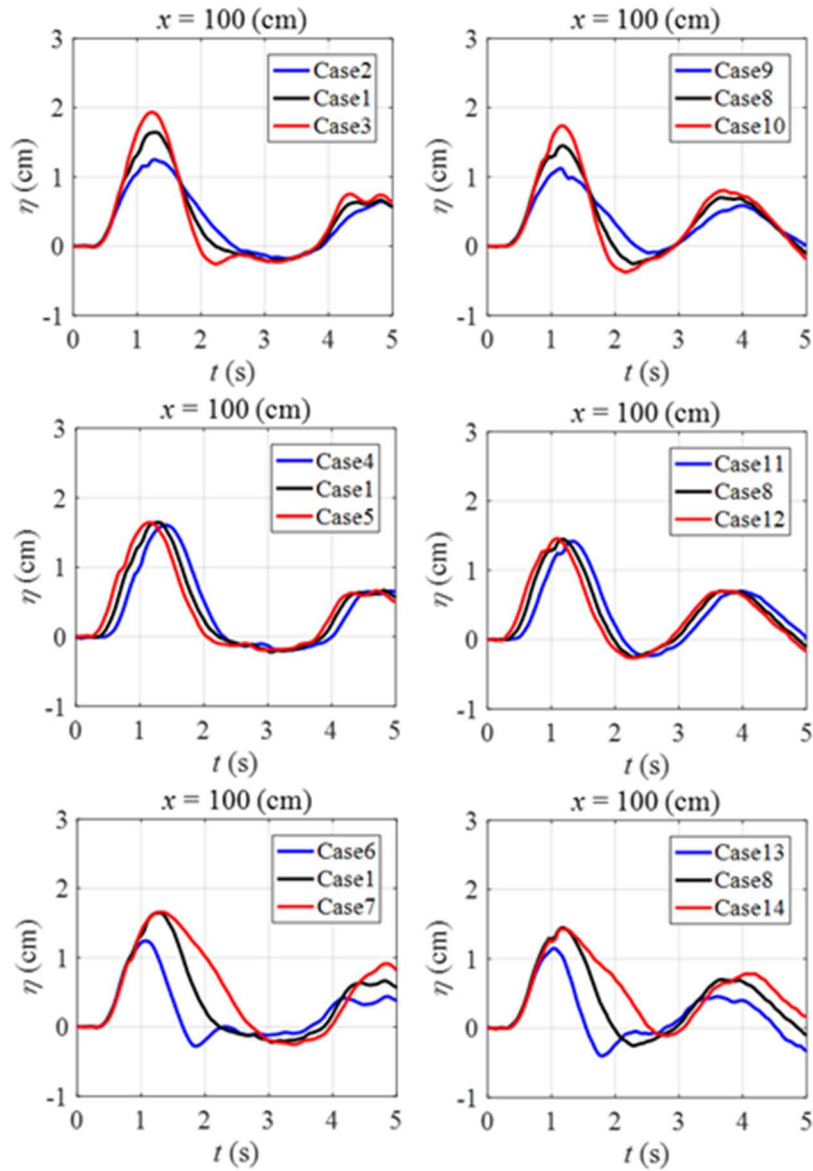 x = 100 (cm)
3
2
1
0
-1
η (cm)
Case2
Case1
Case3
0 1 2 3 4 5
t (s)
x = 100 (cm)
3
2
1
0
-1
η (cm)
Case9
Case8
Case10
0 1 2 3 4 5
t (s)
x = 100 (cm)
3
2
1
0
-1
η (cm)
Case4
Case1
Case5
0 1 2 3 4 5
t (s)
x = 100 (cm)
3
2
1
0
-1
η (cm)
Case11
Case8
Case12
0 1 2 3 4 5
t (s)
x = 100 (cm)
3
2
1
0
-1
η (cm)
Case6
Case1
Case7
0 1 2 3 4 5
t (s)
x = 100 (cm)
3
2
1
0
-1
η (cm)
Case13
Case8
Case14
0 1 2 3 4 5
t (s)